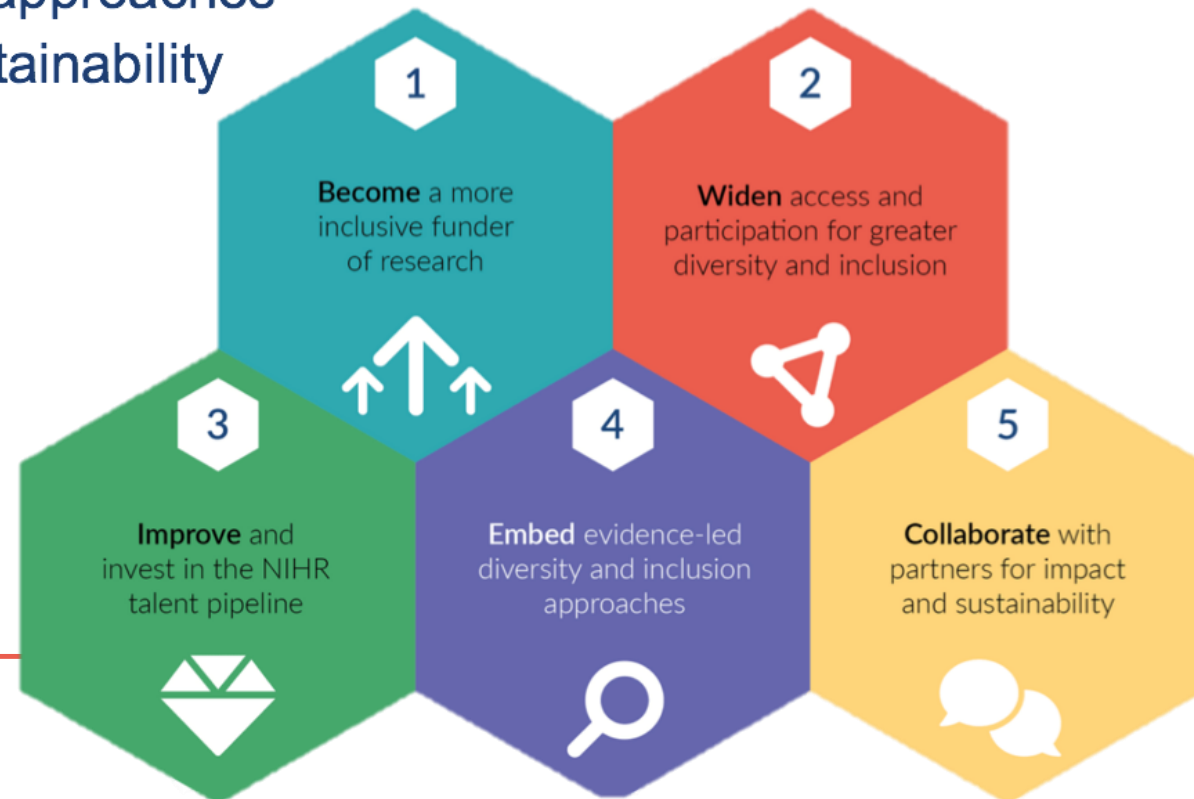 approaches
tainability
1
Become a more
inclusive funder
of research
2
Widen access and
participation for greater
diversity and inclusion
3
Improve and
invest in the NIHR
talent pipeline
4
Embed evidence-led
diversity and inclusion
approaches
5
Collaborate with
partners for impact
and sustainability